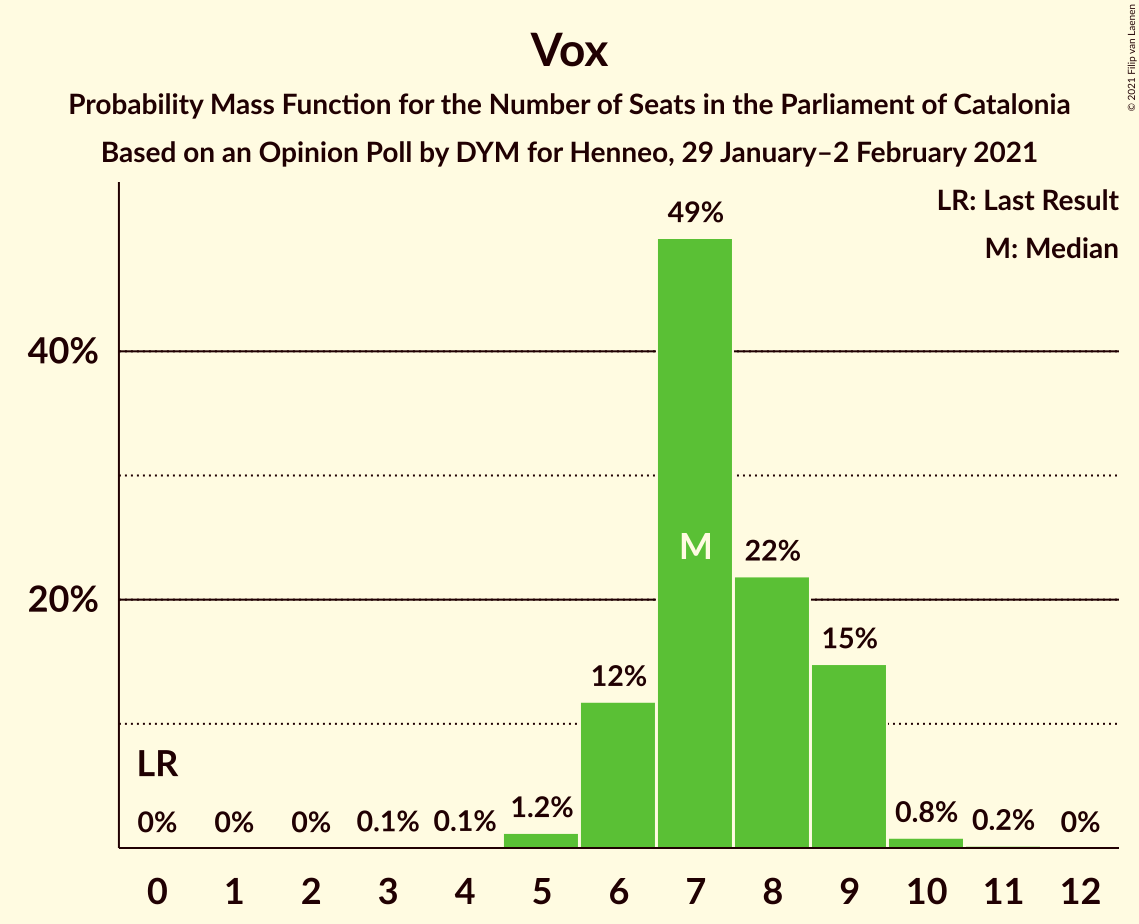 Vox
Probability Mass Function for the Number of Seats in the Parliament of Catalonia
Based on an Opinion Poll by DYM for Henneo, 29 January–2 February 2021
© 2021 Filip van Laenen
LR: Last Result
M: Median
49%
40%
M
22%
20%
15%
12%
LR
0% 0% 0% 0.1% 0.1% 1.2% 0.8% 0.2% 0%
0 1 2 3 4 5 6 7 8 9 10 11 12